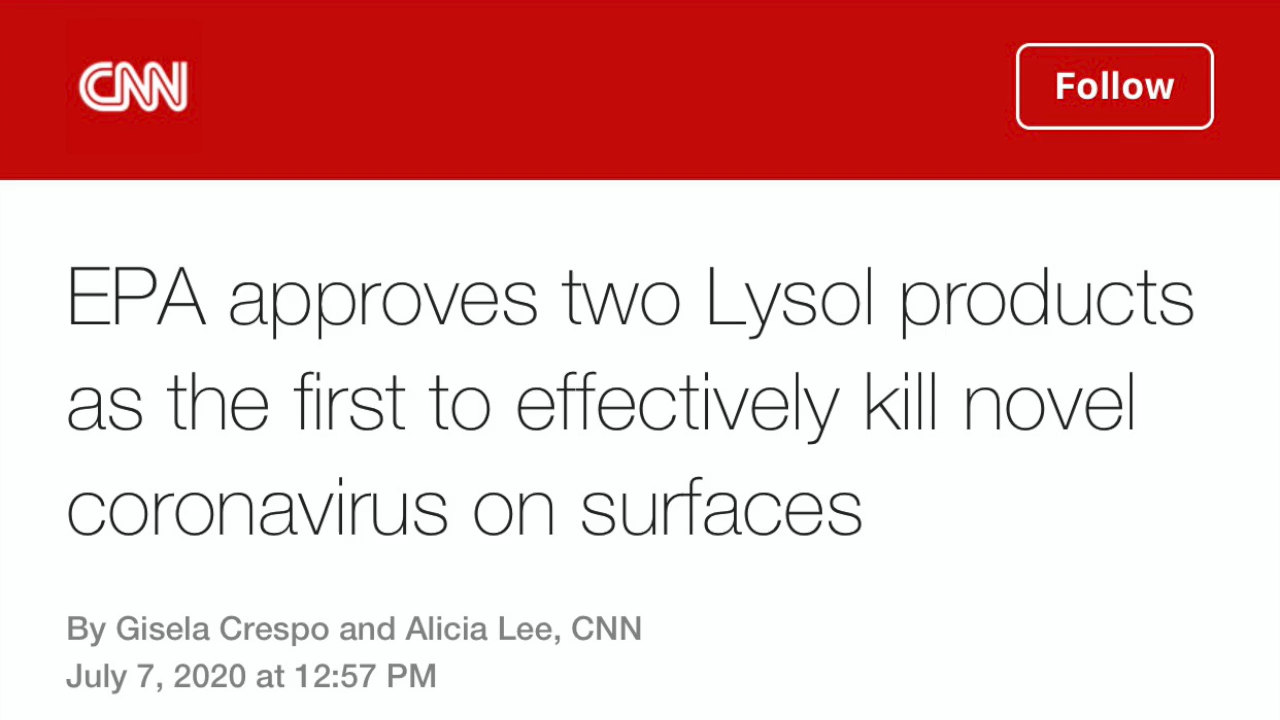 CNN
Follow
EPA approves two Lysol products
as the first to effectively kill novel
coronavirus on surfaces
By Gisela Crespo and Alicia Lee, CNN
July 7, 2020 at 12:57 PM